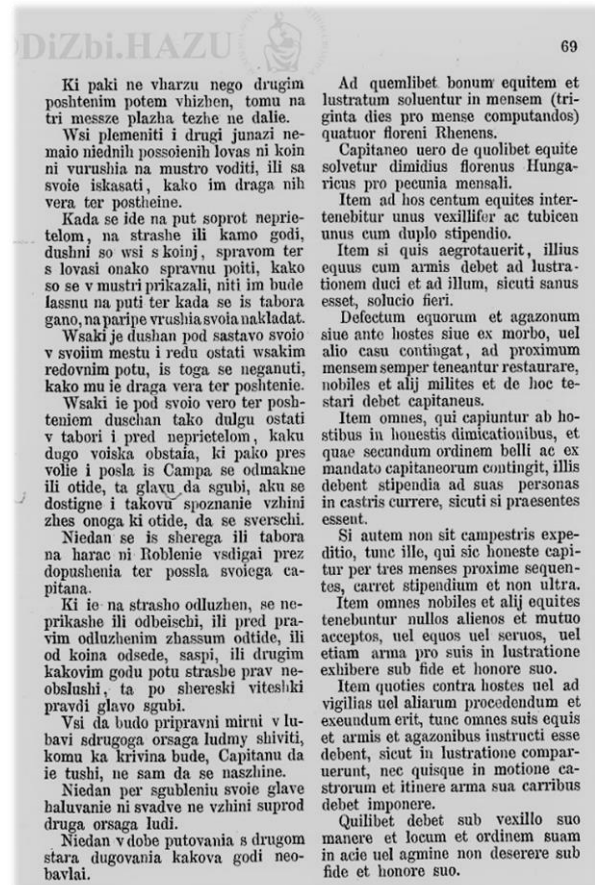 DiZbi.HAZU
69
Ki paki ne vharzu nego drugim
poshtenim potem vhizhen, tomu na
tri messze plazha tezhe ne dalie.
Wsi plemeniti i drugi junazi ne-
maio niednih possoienih lovas ni koin
ni vurushia na mustro voditi, ili sa
svoie iskasati, kako im draga nih
vera ter postheine.
Kada se ide na put soprot neprie-
telom, na strashe ili kamo godi,
dushni so wsi s koinj, spravom ter
s lovasi onako spravnu poiti, kako
so se v mustri prikazali, niti im bude
lassnu na puti ter kada se is tabora
gano, na paripe vrushia svoia nakladat.
Wsaki je dushan pod sastavo svoio
v svoiim mestu i redu ostati wsakim
redovnim potu, is toga se neganuti,
kako mu ie draga vera ter poshtenie.
Wsaki ie pod svoio vero ter posh-
teniem duschan tako dulgu ostati
v tabori i pred neprietelom, kaku
dugo voiska obstaia, ki pako pres
volie i posla is Campa se odmakne
ili otide, ta glavu da sgubi, aku se
dostigne i takovu spoznanie vzhini
zhes onoga ki otide, da se sverschi.
Niedan se is sherega ili tabora
na harac ni Roblenie vsdigai prez
dopushenia ter possla svoiega ca-
pitana.
Ki ie na strasho odluzhen, se ne-
prikashe ili odbeischi, ili pred pra-
vim odluzhenim zhassum odtide, ili
od koina odsede, saspi, ili drugim
kakovim godu potu strashe prav ne-
obslushi, ta po shereski viteshki
pravdi glavo sgubi.
Vsi da budo pripravni mirni v lu-
bavi sdrugoga orsaga ludmy shiviti,
komu ka krivina bude, Capitanu da
ie tushi, ne sam da se naszhine.
Niedan per sgubleniu svoie glave
haluvanie ni svadve ne vzhini suprod
druga orsaga ludi.
Niedan v dobe putovania s drugom
stara dugovania kakova godi neo-
bavlai.
Ad quemlibet bonum equitem et
lustratum soluentur in mensem (tri-
ginta dies pro mense computandos)
quatuor floreni Rhenens.
Capitaneo uero de quolibet equite
solvetur dimidius florenus Hunga-
ricus pro pecunia mensali.
Item ad hos centum equites inter-
tenebitur unus vexillifer ac tubicen
unus cum duplo stipendio.
Item si quis aegrotauerit, illius
equus cum armis debet ad lustra-
tionem duci et ad illum, sicuti sanus
esset, solucio fieri.
Defectum equorum et agazonum
siue ante hostes siue ex morbo, uel
alio casu contingat, ad proximum
mensem semper teneantur restaurare,
nobiles et alij milites et de hoc te-
stari debet capitaneus.
Item omnes, qui capiuntur ab ho-
stibus in honestis dimicationibus, et
quae secundum ordinem belli ac ex
mandato capitaneorum contingit, illis
debent stipendia ad suas personas
in castris currere, sicuti si praesentes
essent.
Si autem non sit campestris expe-
ditio, tunc ille, qui sic honeste capi-
tur per tres menses proxime sequen-
tes, carret stipendium et non ultra.
Item omnes nobiles et alij equites
tenebuntur nullos alienos et mutuo
acceptos, uel equos uel seruos, uel
etiam arma pro suis in lustratione
exhibere sub fide et honore suo.
Item quoties contra hostes uel ad
vigilias uel aliarum procedendum et
exeundum erit, tunc omnes suis equis
et armis et agazonibus instructi esse
debent, sicut in lustratione compar-
uerunt, nec quisque in motione ca-
strorum et itinere arma sua carribus
debet imponere.
Quilibet debet sub vexillo suo
manere et locum et ordinem suam
in acie uel agmine non deserere sub
fide et honore suo.